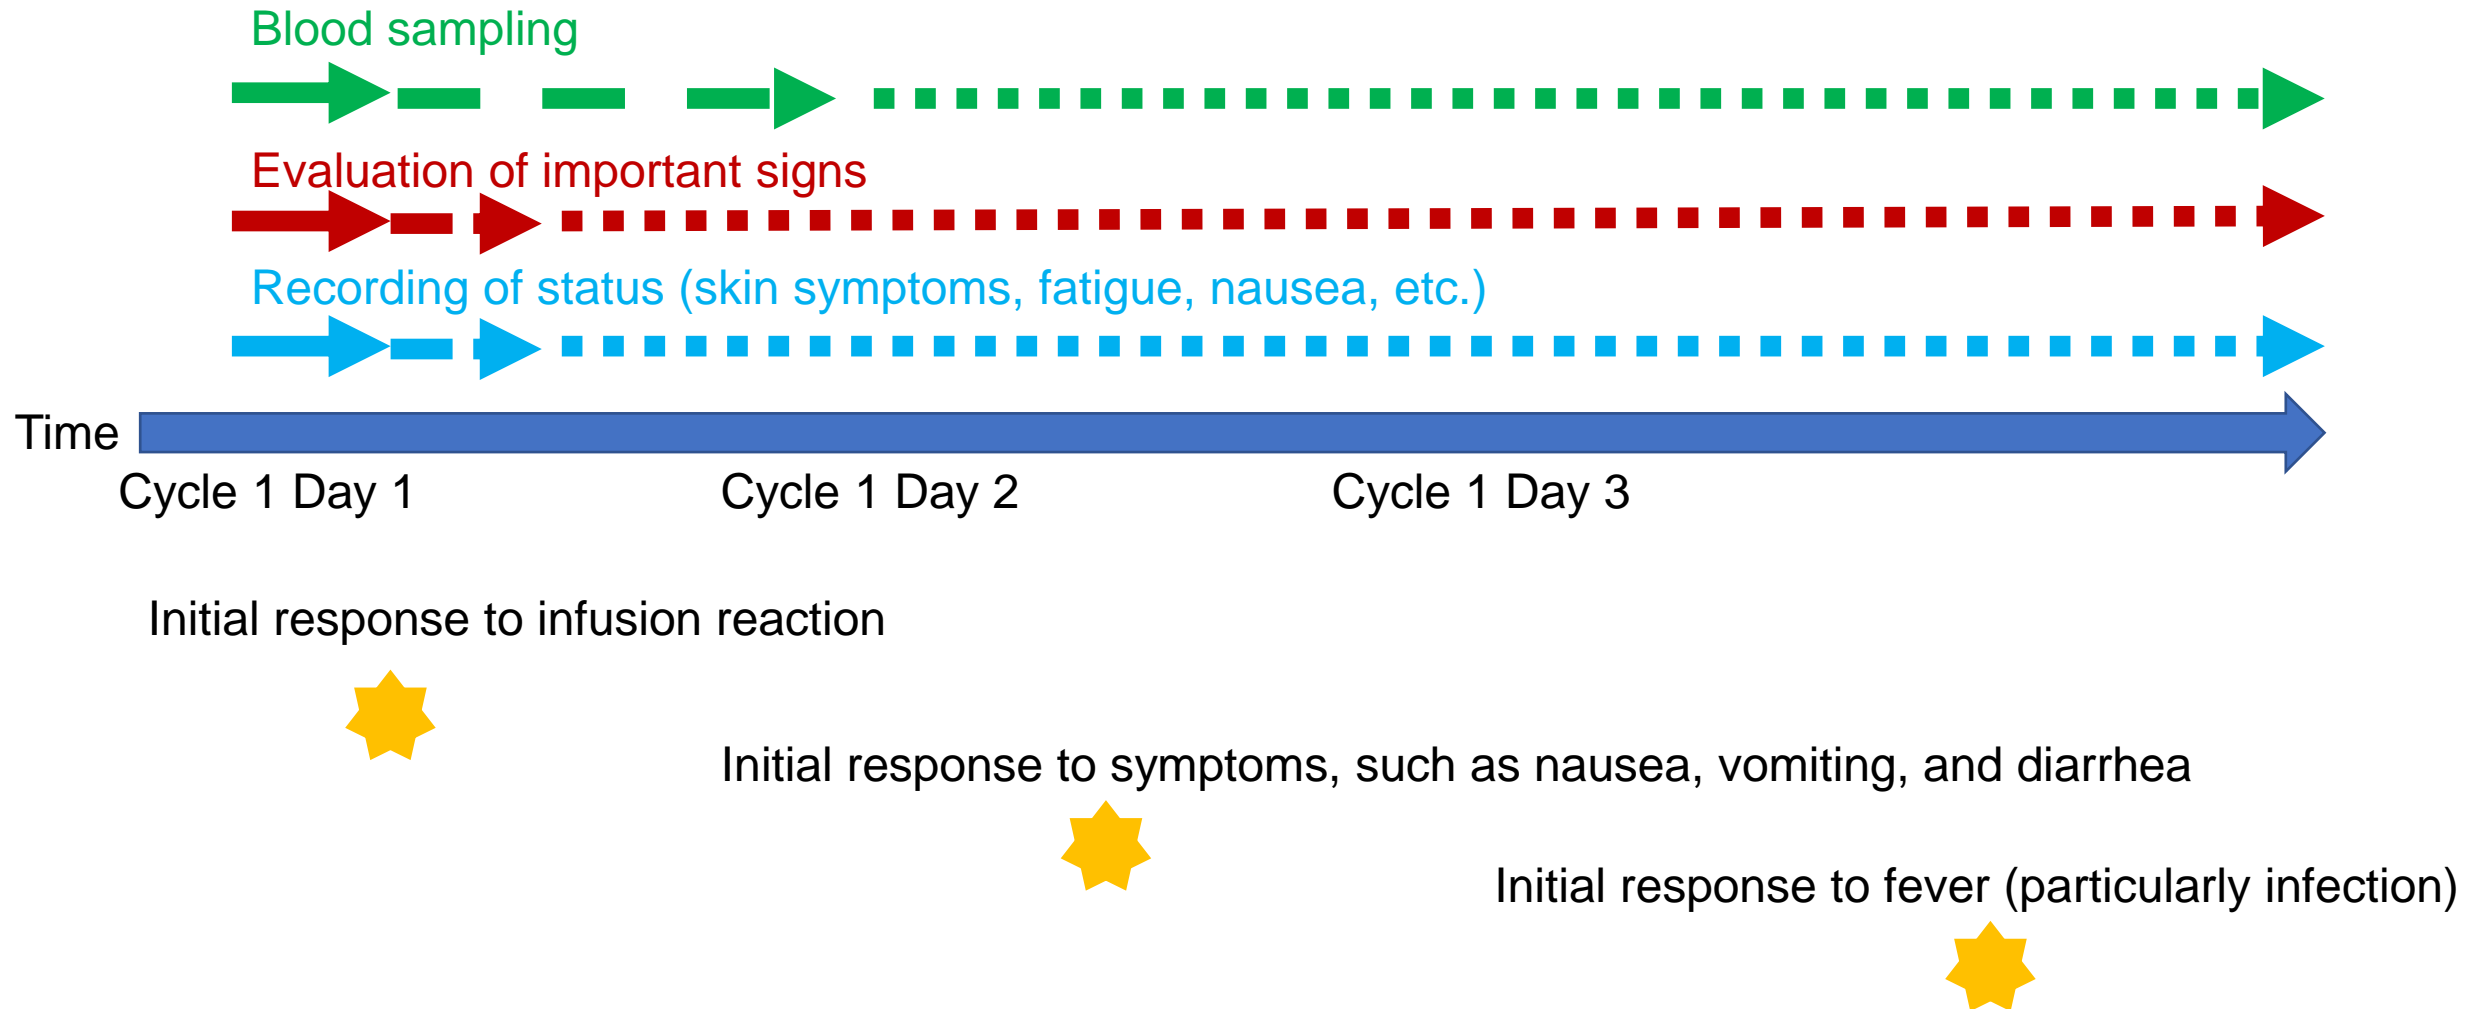 Blood sampling
Evaluation of important signs
Recording of status (skin symptoms, fatigue, nausea, etc.)
Time
Cycle 1 Day 1
Cycle 1 Day 2
Cycle 1 Day 3
Initial response to infusion reaction
Initial response to symptoms, such as nausea, vomiting, and diarrhea
Initial response to fever (particularly infection)